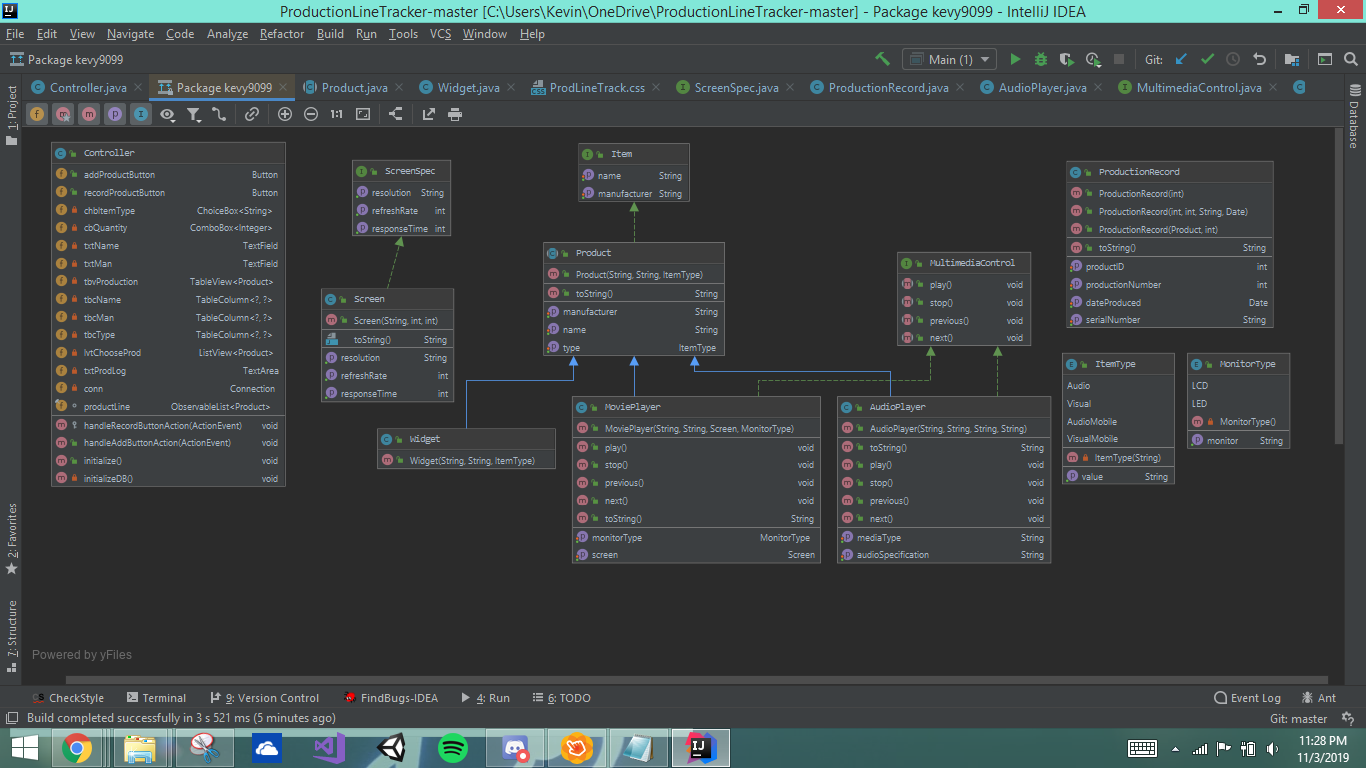 ProductionLineTracker-master [C:\Users\Kevin\OneDrive\ProductionLineTracker-master] - Package kevy9099 - IntelliJ IDEA
File Edit View Navigate Code Analyze Refactor Build Run Tools VCS Window Help
Package kevy9099
Main (1)
Git:
Controller.java
Package kevy9099
Product.java
Widget.java
ProdLineTrack.css
ScreenSpec.java
ProductionRecord.java
AudioPlayer.java
MultimediaControl.java
1: Project
Database
1:1
Controller
addProductButton Button
recordProductButton Button
chbItemType ChoiceBox<String>
cbQuantity ComboBox<Integer>
txtName TextField
txtMan TextField
tbvProduction TableView<Product>
tbcName TableColumn<?, ?>
tbcMan TableColumn<?, ?>
tbcType TableColumn<?, ?>
lvtChooseProd ListView<Product>
txtProdLog TextArea
conn Connection
productLine ObservableList<Product>
handleRecordButtonAction(ActionEvent) void
handleAddButtonAction(ActionEvent) void
initialize() void
initializeDB() void
ScreenSpec
resolution String
refreshRate int
responseTime int
Screen
Screen(String, int, int)
toString() String
resolution String
refreshRate int
responseTime int
Item
name String
manufacturer String
Product
Product(String, String, ItemType)
toString() String
manufacturer String
name String
type ItemType
Widget
Widget(String, String, ItemType)
MoviePlayer
MoviePlayer(String, String, Screen, MonitorType)
play() void
stop() void
previous() void
next() void
toString() String
monitorType MonitorType
screen Screen
MultimediaControl
play() void
stop() void
previous() void
next() void
AudioPlayer
AudioPlayer(String, String, String, String)
toString() String
play() void
stop() void
previous() void
next() void
mediaType String
audioSpecification String
ProductionRecord
ProductionRecord(int)
ProductionRecord(int, int, String, Date)
ProductionRecord(Product, int)
toString() String
productID int
productionNumber int
dateProduced Date
serialNumber String
ItemType
Audio
Visual
AudioMobile
VisualMobile
ItemType(String)
value String
MonitorType
LCD
LED
MonitorType()
monitor String
2: Favorites
7: Structure
Powered by yFiles
CheckStyle
Terminal
9: Version Control
FindBugs-IDEA
4: Run
6: TODO
Event Log
Ant
Build completed successfully in 3 s 521 ms (5 minutes ago)
Git: master
11:28 PM
11/3/2019